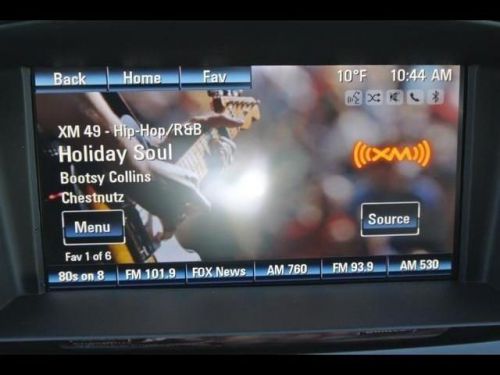 Back Home Fav 10°F 10:44 AM
XM 49 - Hip-Hop/R&B
Holiday Soul
((XM))
Bootsy Collins
Chestnutz
Menu Source
Fav 1 of 6
80s on 8 FM 101.9 FOX News AM 760 FM 93.9 AM 530